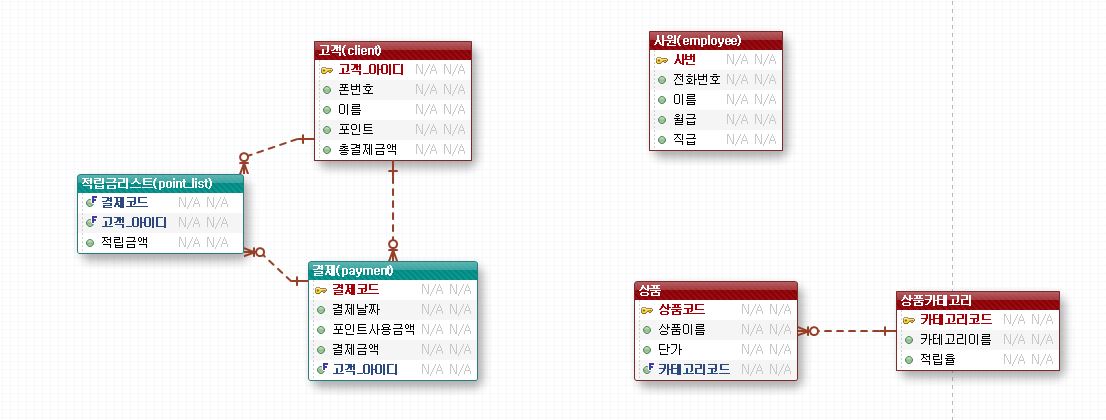 고객(client)
고객_아이디 N/A N/A
폰번호 N/A N/A
이름 N/A N/A
포인트 N/A N/A
총결제금액 N/A N/A
사원(employee)
사번 N/A N/A
전화번호 N/A N/A
이름 N/A N/A
월급 N/A N/A
직급 N/A N/A
적립금리스트(point_list)
결제코드 N/A N/A
고객_아이디 N/A N/A
적립금액 N/A N/A
결제(payment)
결제코드 N/A N/A
결제날짜 N/A N/A
포인트사용금액 N/A N/A
결제금액 N/A N/A
고객_아이디 N/A N/A
상품
상품코드 N/A N/A
상품이름 N/A N/A
단가 N/A N/A
카테고리코드 N/A N/A
상품카테고리
카테고리코드 N/A N/A
카테고리이름 N/A N/A
적립율 N/A N/A